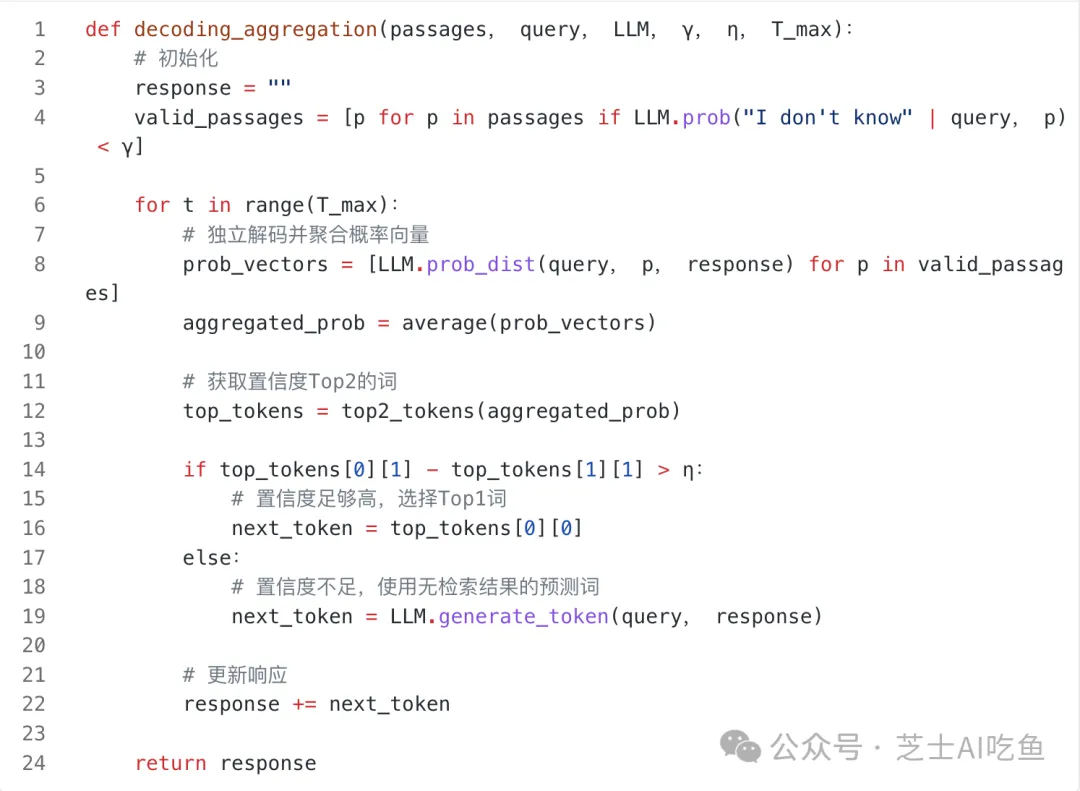 1 def decoding_aggregation(passages, query, LLM, γ, η, T_max):
2     # 初始化
3     response = ""
4     valid_passages = [p for p in passages if LLM.prob("I don't know" | query, p)
 < γ]
5
6     for t in range(T_max):
7         # 独立解码并聚合概率向量
8         prob_vectors = [LLM.prob_dist(query, p, response) for p in valid_passag
es]
9         aggregated_prob = average(prob_vectors)
10
11         # 获取置信度Top2的词
12         top_tokens = top2_tokens(aggregated_prob)
13
14         if top_tokens[0][1] - top_tokens[1][1] > η:
15             # 置信度足够高，选择Top1词
16             next_token = top_tokens[0][0]
17         else:
18             # 置信度不足，使用无检索结果的预测词
19             next_token = LLM.generate_token(query, response)
20
21         # 更新响应
22         response += next_token
23
24     return response
公众号 · 芝士AI吃鱼